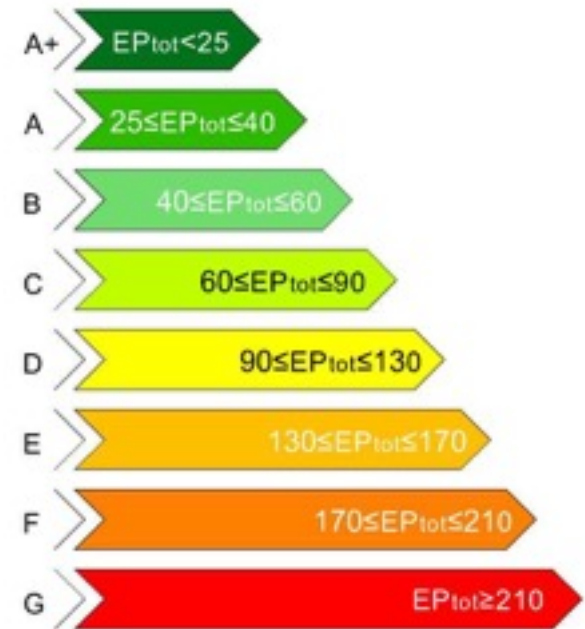 A+ EPtot<25
A 25≤EPtot≤40
B 40≤EPtot≤60
C 60≤EPtot≤90
D 90≤EPtot≤130
E 130≤EPtot≤170
F 170≤EPtot≤210
G EPtot≥210